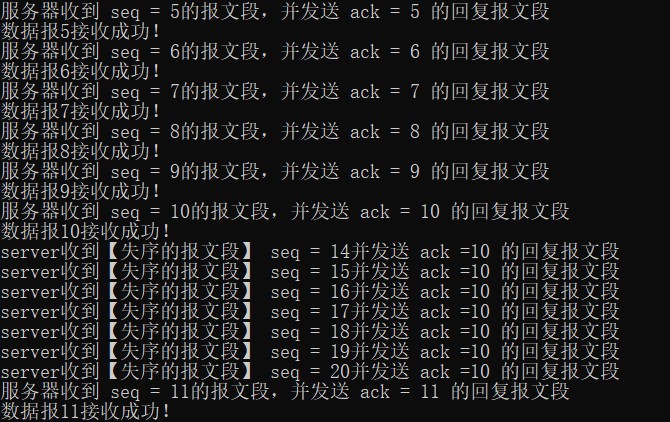 服务器收到 seq = 5的报文段，并发送 ack = 5 的回复报文段
数据报5接收成功！
服务器收到 seq = 6的报文段，并发送 ack = 6 的回复报文段
数据报6接收成功！
服务器收到 seq = 7的报文段，并发送 ack = 7 的回复报文段
数据报7接收成功！
服务器收到 seq = 8的报文段，并发送 ack = 8 的回复报文段
数据报8接收成功！
服务器收到 seq = 9的报文段，并发送 ack = 9 的回复报文段
数据报9接收成功！
服务器收到 seq = 10的报文段，并发送 ack = 10 的回复报文段
数据报10接收成功！
server收到【失序的报文段】 seq = 14并发送 ack =10 的回复报文段
server收到【失序的报文段】 seq = 15并发送 ack =10 的回复报文段
server收到【失序的报文段】 seq = 16并发送 ack =10 的回复报文段
server收到【失序的报文段】 seq = 17并发送 ack =10 的回复报文段
server收到【失序的报文段】 seq = 18并发送 ack =10 的回复报文段
server收到【失序的报文段】 seq = 19并发送 ack =10 的回复报文段
server收到【失序的报文段】 seq = 20并发送 ack =10 的回复报文段
服务器收到 seq = 11的报文段，并发送 ack = 11 的回复报文段
数据报11接收成功！